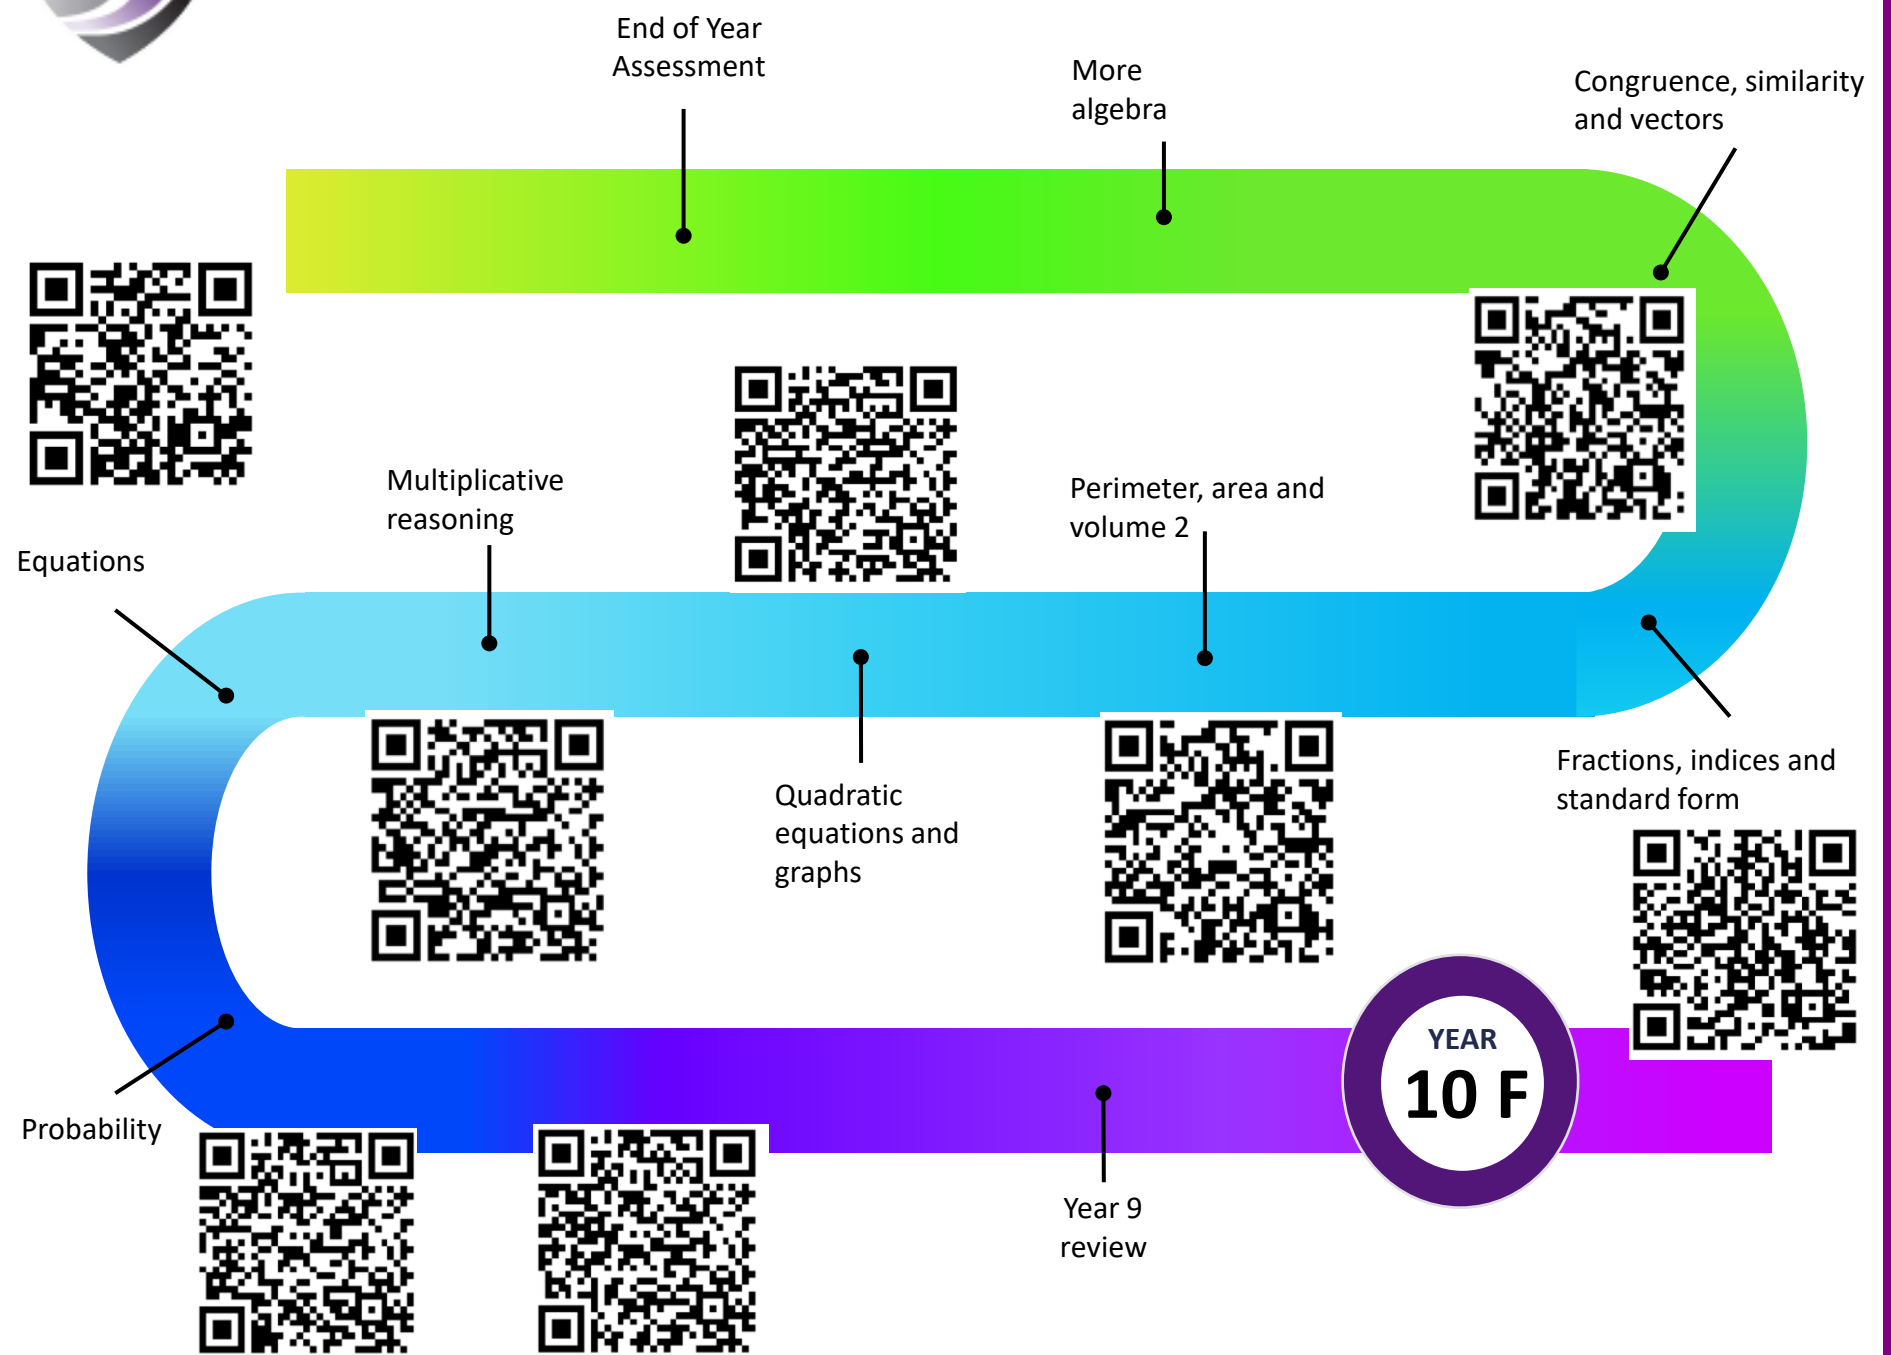 End of Year
Assessment
More
algebra
Congruence, similarity
and vectors
Multiplicative
reasoning
Perimeter, area and
volume 2
Equations
Quadratic
equations and
graphs
Fractions, indices and
standard form
YEAR
10 F
Probability
Year 9
review